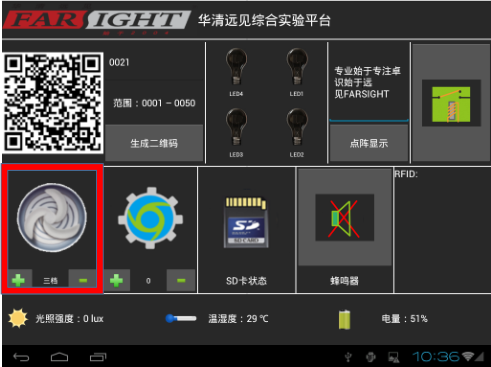 FARSIGHT 华清远见综合实验平台
0021
范围：0001 - 0050
生成二维码
LED4
LED1
LED3
LED2
专业始于专注卓
识始于远
见FARSIGHT
点阵显示
三档
0
SD
SD-CARD
SD卡状态
蜂鸣器
RFID:
光照强度：0 lux
温湿度：29 ℃
电量：51%
10:36